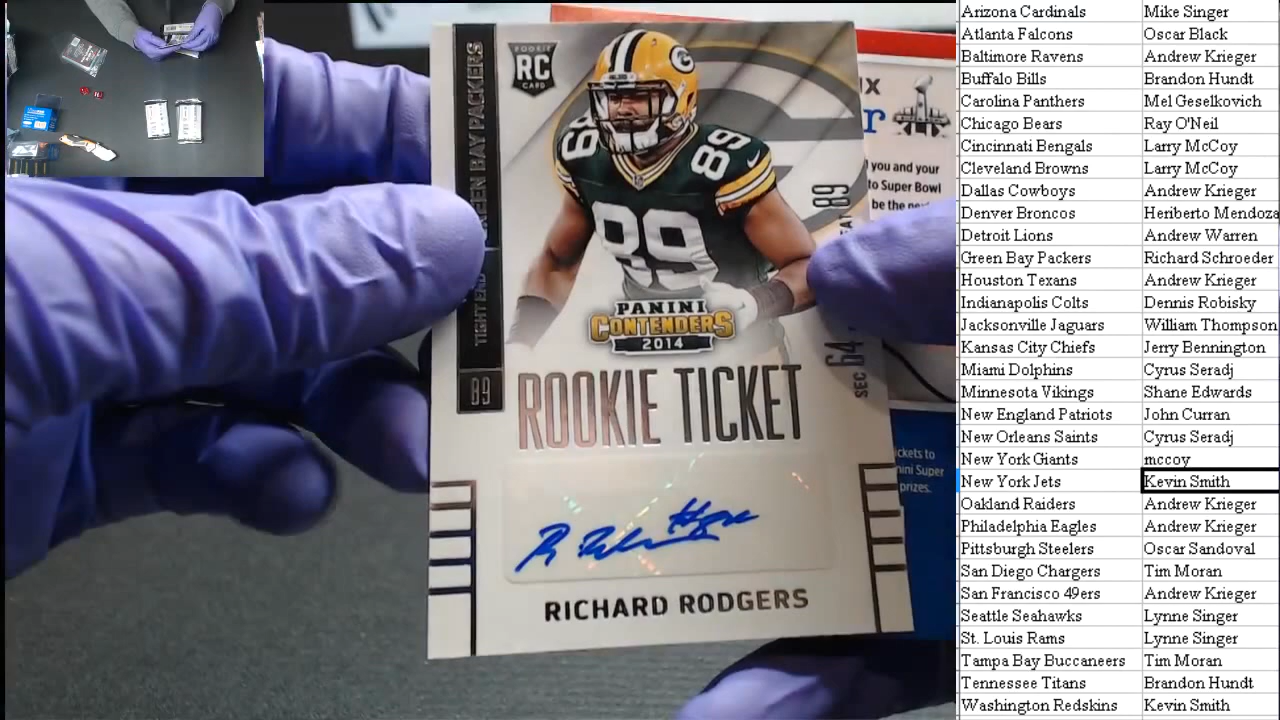 ROOKIE
RC
CARD
GREEN BAY PACKERS
TIGHT END
89
89
89
89
G
SEC 64
89
PANINI
CONTENDERS
2014
ROOKIE TICKET
RICHARD RODGERS
IX
r
you and your
to Super Bowl
be the
ckets to
nini Super
prizes.
Arizona Cardinals Mike Singer
Atlanta Falcons Oscar Black
Baltimore Ravens Andrew Krieger
Buffalo Bills Brandon Hundt
Carolina Panthers Mel Geselkovich
Chicago Bears Ray O'Neil
Cincinnati Bengals Larry McCoy
Cleveland Browns Larry McCoy
Dallas Cowboys Andrew Krieger
Denver Broncos Heriberto Mendoza
Detroit Lions Andrew Warren
Green Bay Packers Richard Schroeder
Houston Texans Andrew Krieger
Indianapolis Colts Dennis Robisky
Jacksonville Jaguars William Thompson
Kansas City Chiefs Jerry Bennington
Miami Dolphins Cyrus Seradj
Minnesota Vikings Shane Edwards
New England Patriots John Curran
New Orleans Saints Cyrus Seradj
New York Giants mccoy
New York Jets Kevin Smith
Oakland Raiders Andrew Krieger
Philadelphia Eagles Andrew Krieger
Pittsburgh Steelers Oscar Sandoval
San Diego Chargers Tim Moran
San Francisco 49ers Andrew Krieger
Seattle Seahawks Lynne Singer
St. Louis Rams Lynne Singer
Tampa Bay Buccaneers Tim Moran
Tennessee Titans Brandon Hundt
Washington Redskins Kevin Smith